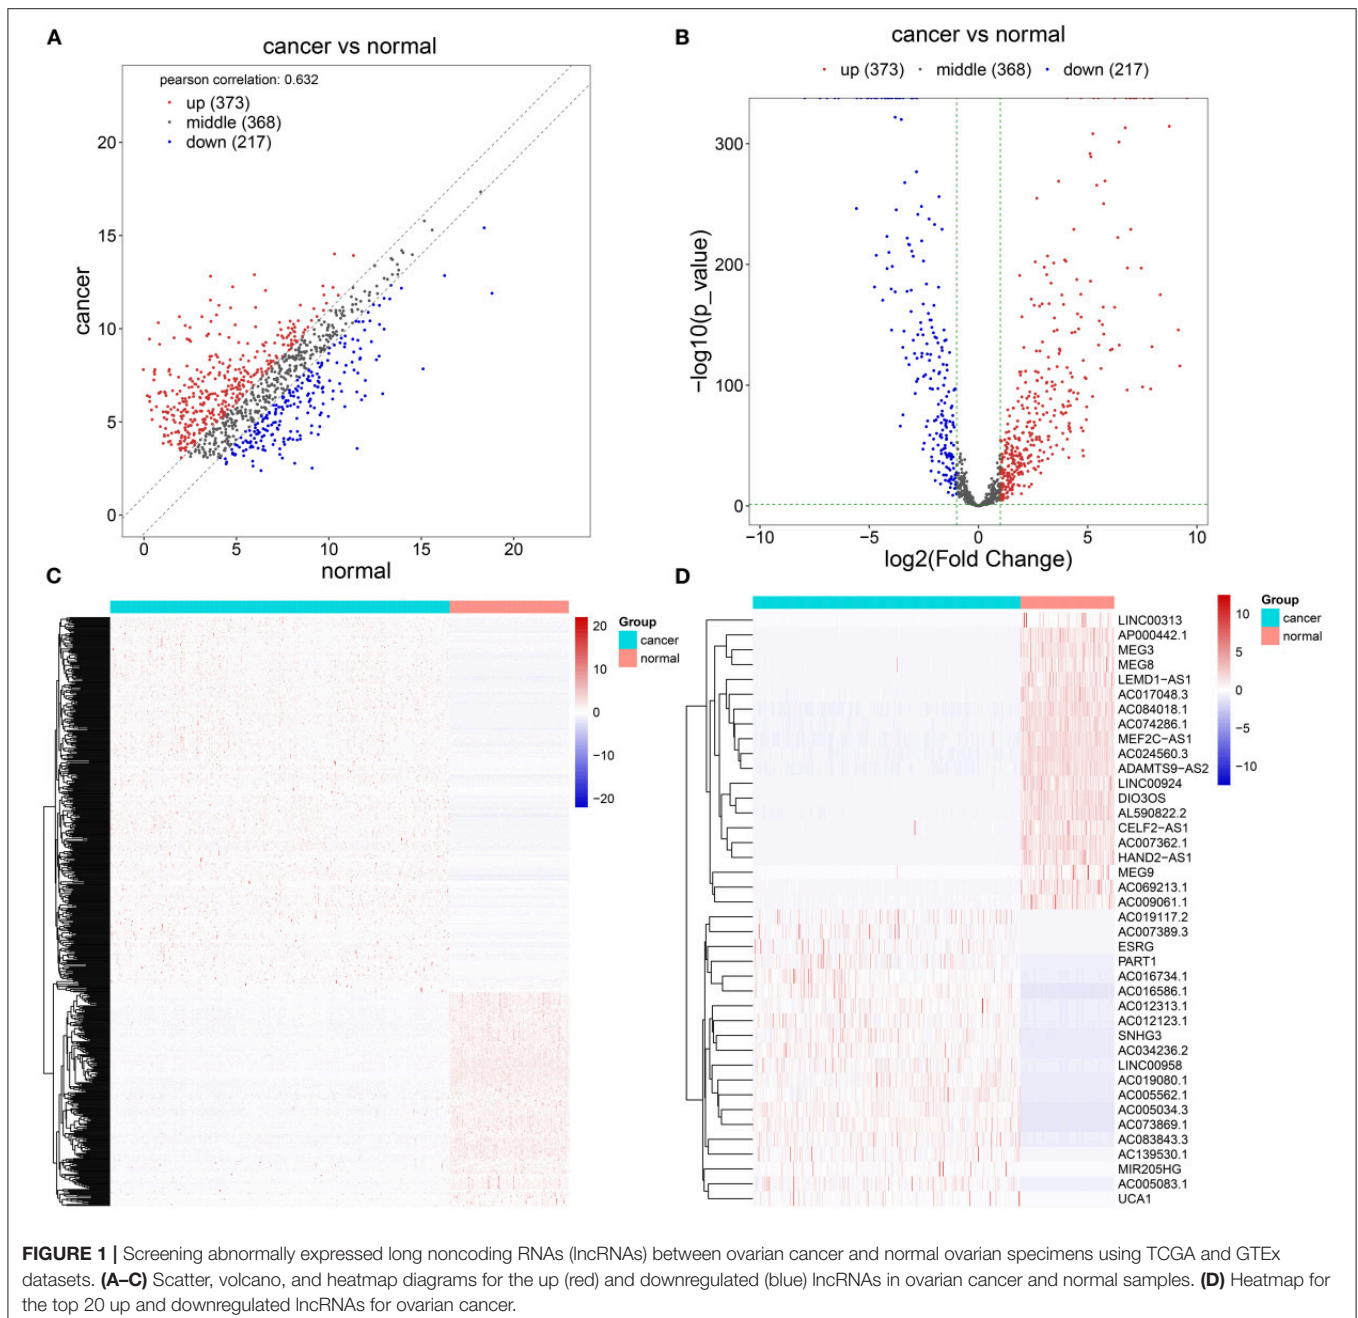 A
cancer vs normal
pearson correlation: 0.632
up (373)
middle (368)
down (217)
20
15
10
5
0
cancer
0 5 10 15 20
normal
B
cancer vs normal
up (373) middle (368) down (217)
300
200
100
0
−log10(p_value)
−10 −5 0 5 10
log2(Fold Change)
C
Group
cancer
normal
20
10
0
−10
−20
D
LINC00313
AP000442.1
MEG3
MEG8
LEMD1−AS1
AC017048.3
AC084018.1
AC074286.1
MEF2C−AS1
AC024560.3
ADAMTS9−AS2
LINC00924
DIO3OS
AL590822.2
CELF2−AS1
AC007362.1
HAND2−AS1
MEG9
AC069213.1
AC009061.1
AC019117.2
AC007389.3
ESRG
PART1
AC016734.1
AC016586.1
AC012313.1
AC012123.1
SNHG3
AC034236.2
LINC00958
AC019080.1
AC005562.1
AC005034.3
AC073869.1
AC083843.3
AC139530.1
MIR205HG
AC005083.1
UCA1
10
5
0
−5
−10
Group
cancer
normal
FIGURE 1 | Screening abnormally expressed long noncoding RNAs (lncRNAs) between ovarian cancer and normal ovarian specimens using TCGA and GTEx
datasets. (A–C) Scatter, volcano, and heatmap diagrams for the up (red) and downregulated (blue) lncRNAs in ovarian cancer and normal samples. (D) Heatmap for
the top 20 up and downregulated lncRNAs for ovarian cancer.